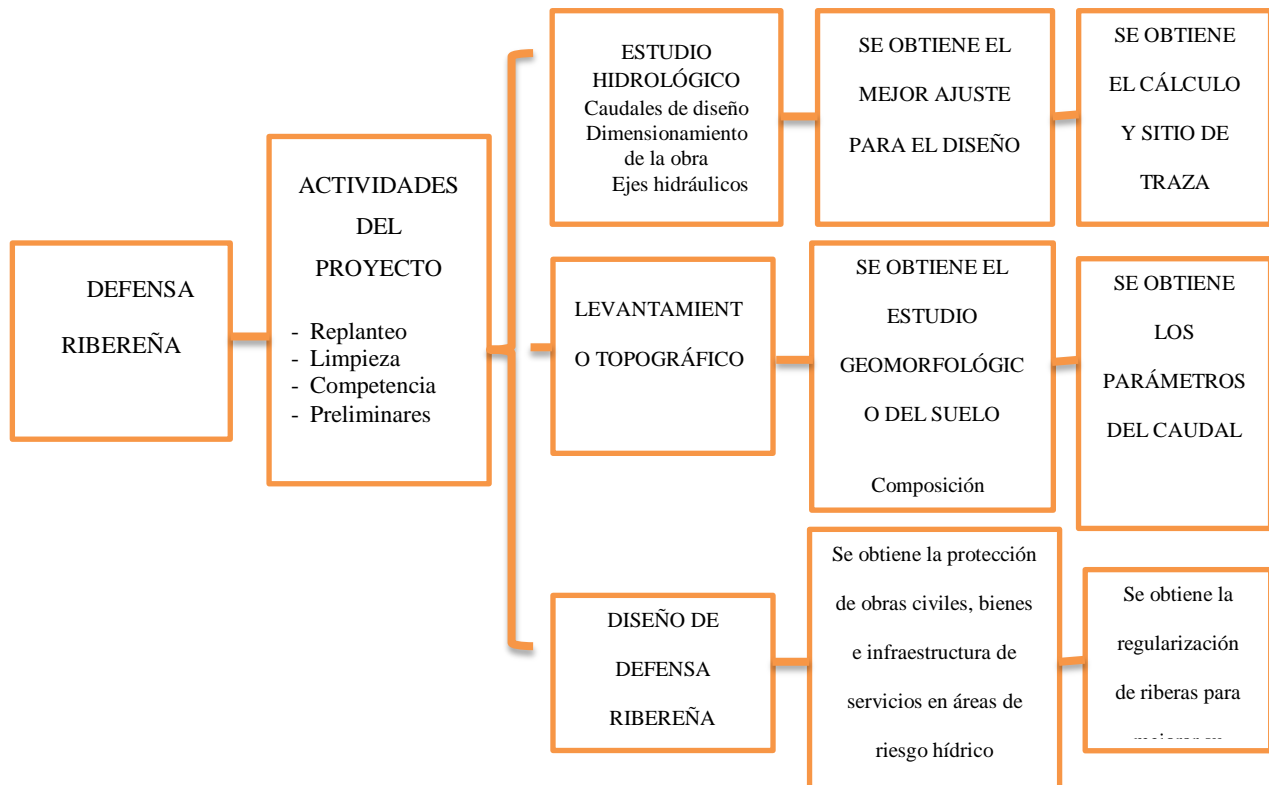 DEFENSA
RIBEREÑA
ACTIVIDADES
DEL
PROYECTO
- Replanteo
- Limpieza
- Competencia
- Preliminares
ESTUDIO
HIDROLÓGICO
Caudales de diseño
Dimensionamiento
de la obra
Ejes hidráulicos
SE OBTIENE EL
MEJOR AJUSTE
PARA EL DISEÑO
SE OBTIENE
EL CÁLCULO
Y SITIO DE
TRAZA
LEVANTAMIENT
O TOPOGRÁFICO
SE OBTIENE EL
ESTUDIO
GEOMORFOLÓGIC
O DEL SUELO
Composición
SE OBTIENE
LOS
PARÁMETROS
DEL CAUDAL
DISEÑO DE
DEFENSA
RIBEREÑA
Se obtiene la protección
de obras civiles, bienes
e infraestructura de
servicios en áreas de
riesgo hídrico
Se obtiene la
regularización
de riberas para